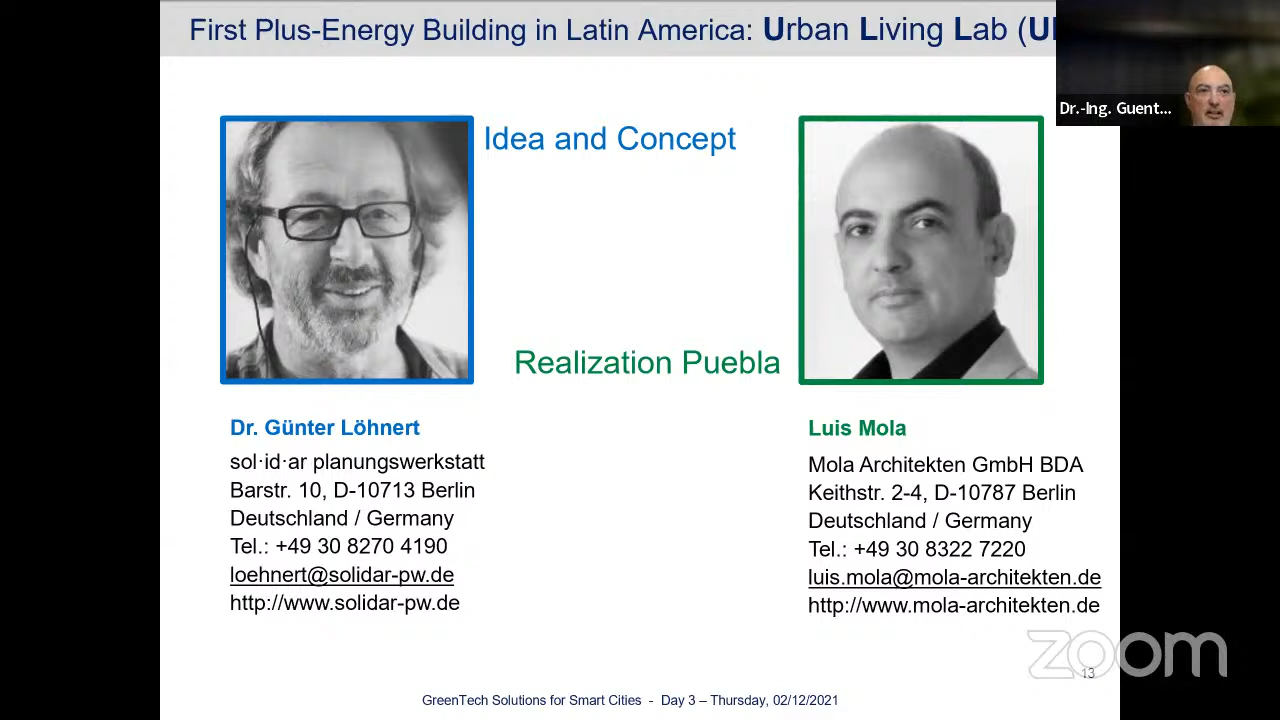 First Plus-Energy Building in Latin America: Urban Living Lab (U
Dr.-Ing. Guent...
Idea and Concept
Realization Puebla
Dr. Günter Löhnert
sol·id·ar planungswerkstatt
Barstr. 10, D-10713 Berlin
Deutschland / Germany
Tel.: +49 30 8270 4190
loehnert@solidar-pw.de
http://www.solidar-pw.de
Luis Mola
Mola Architekten GmbH BDA
Keithstr. 2-4, D-10787 Berlin
Deutschland / Germany
Tel.: +49 30 8322 7220
luis.mola@mola-architekten.de
http://www.mola-architekten.de
zoom
13
GreenTech Solutions for Smart Cities - Day 3 – Thursday, 02/12/2021